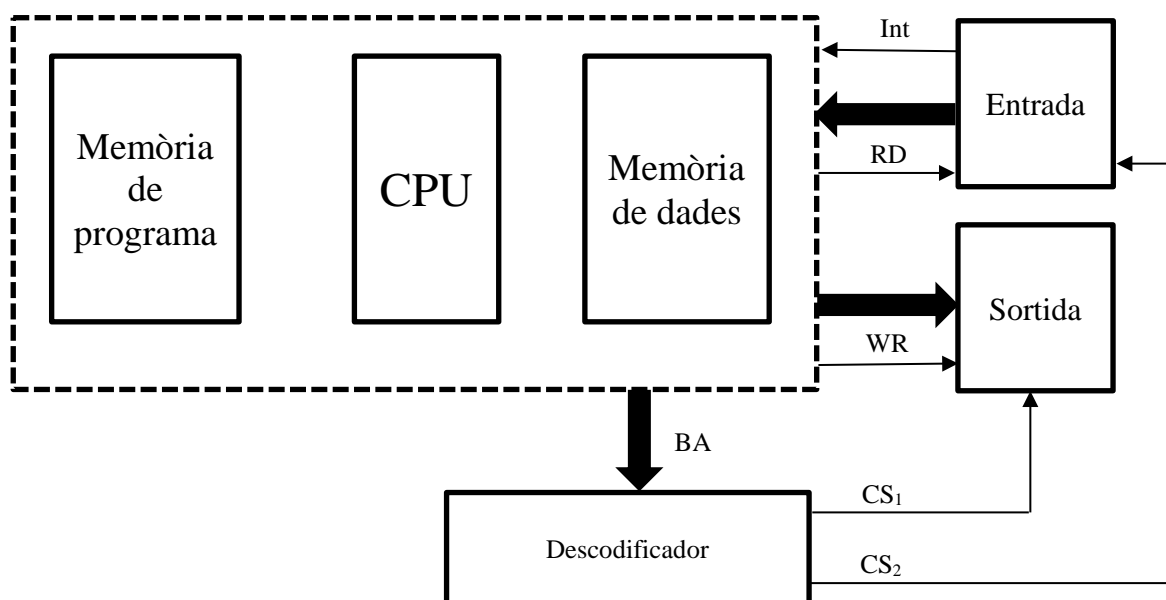 Memòria
de
programa
CPU
Memòria
de dades
Int
Entrada
RD
Sortida
WR
BA
CS₁
Descodificador
CS₂